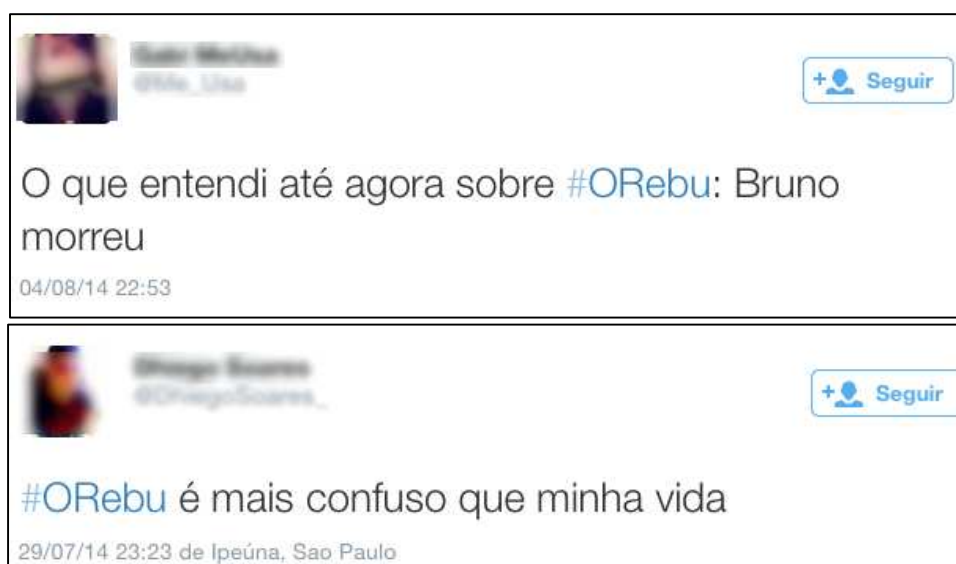 Seguir
O que entendi até agora sobre #ORebu: Bruno
morreu
04/08/14 22:53
Seguir
#ORebu é mais confuso que minha vida
29/07/14 23:23 de Ipeúna, Sao Paulo